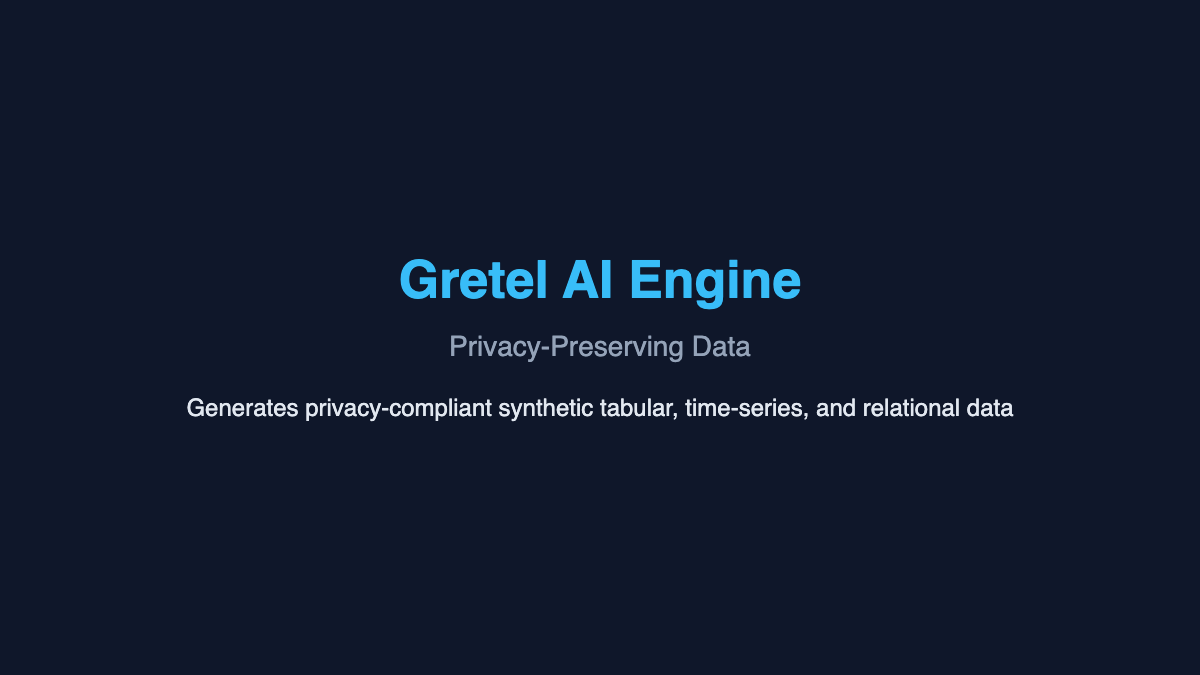 Gretel AI Engine
Privacy-Preserving Data
Generates privacy-compliant synthetic tabular, time-series, and relational data